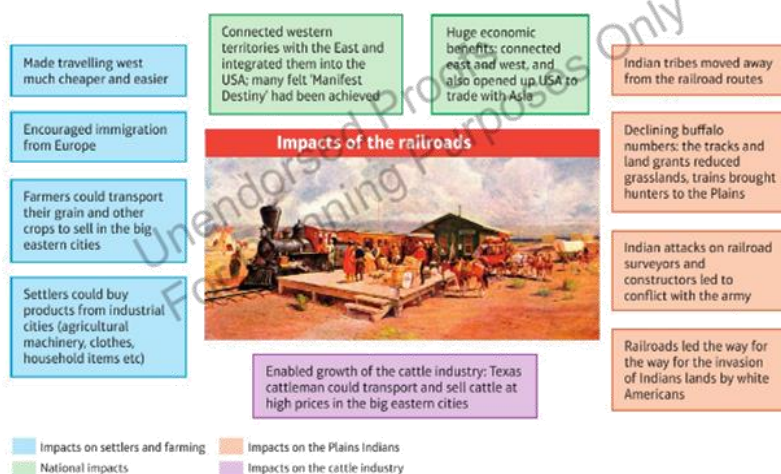 Connected western
territories with the East and
integrated them into the
USA; many felt 'Manifest
Destiny' had been achieved
Huge economic
benefits: connected
east and west, and
also opened up USA to
trade with Asia
Made travelling west
much cheaper and easier
Encouraged immigration
from Europe
Farmers could transport
their grain and other
crops to sell in the big
eastern cities
Settlers could buy
products from industrial
cities (agricultural
machinery, clothes,
household items etc)
Impacts of the railroads
Indian tribes moved away
from the railroad routes
Declining buffalo
numbers: the tracks and
land grants reduced
grasslands, trains brought
hunters to the Plains
Indian attacks on railroad
surveyors and
constructors led to
conflict with the army
Railroads led the way for
the way for the invasion
of Indians lands by white
Americans
Enabled growth of the cattle industry: Texas
cattleman could transport and sell cattle at
high prices in the big eastern cities
Impacts on settlers and farming
Impacts on the Plains Indians
National impacts
Impacts on the cattle industry
Unendorsed Proofs
For Planning Purposes Only